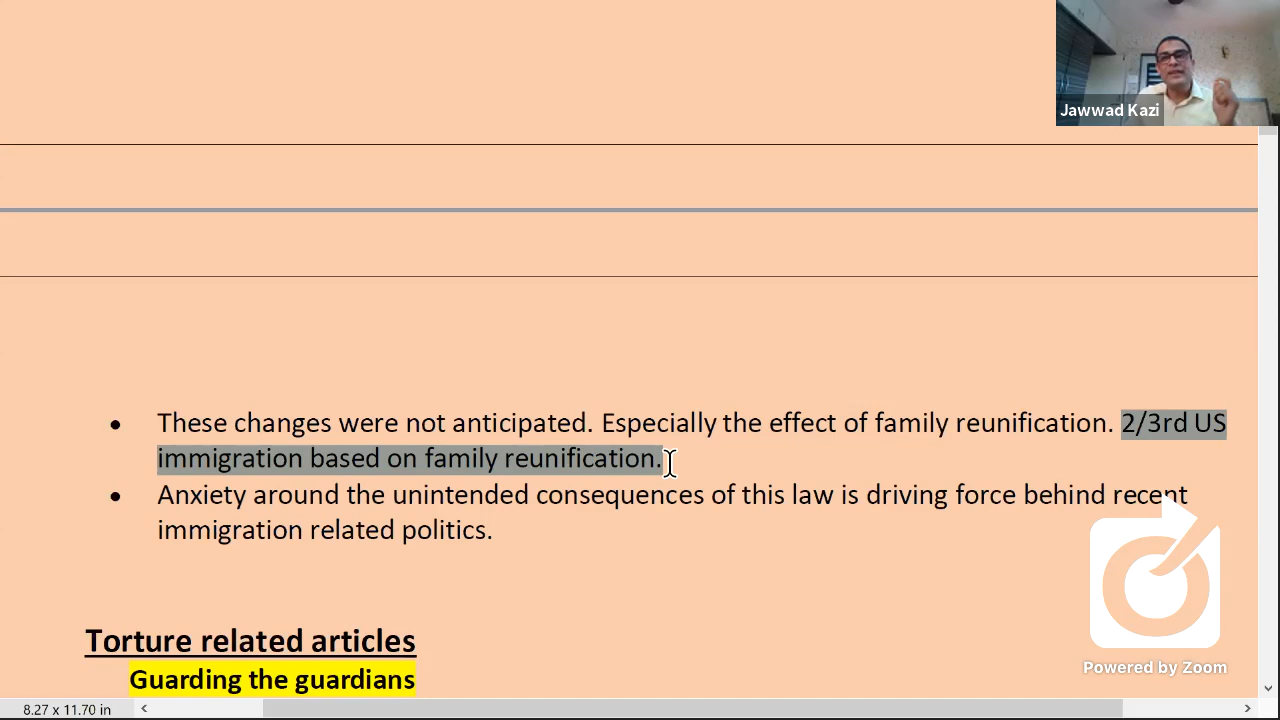 Jawwad Kazi
• These changes were not anticipated. Especially the effect of family reunification. 2/3rd US
immigration based on family reunification.
• Anxiety around the unintended consequences of this law is driving force behind recent
immigration related politics.
Powered by Zoom
Torture related articles
Guarding the guardians
8.27 x 11.70 in